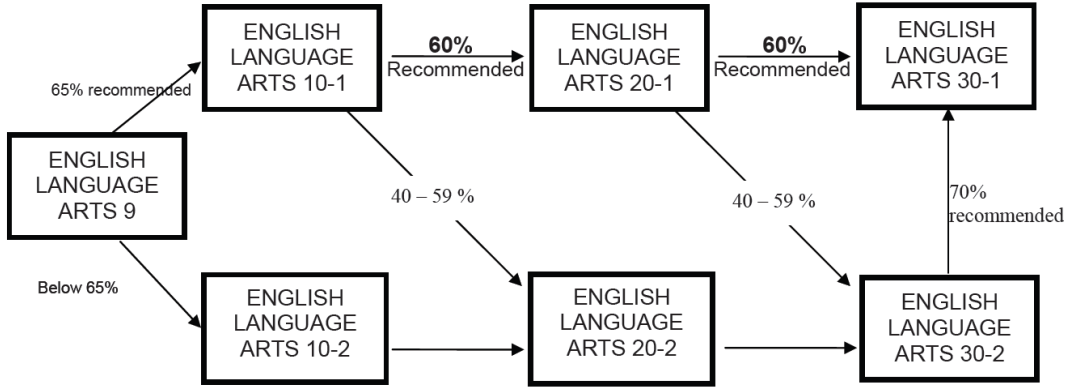 ENGLISH
LANGUAGE
ARTS 10-1
60%
Recommended
ENGLISH
LANGUAGE
ARTS 20-1
60%
Recommended
ENGLISH
LANGUAGE
ARTS 30-1
65% recommended
ENGLISH
LANGUAGE
ARTS 9
40 – 59 %
40 – 59 %
70%
recommended
Below 65%
ENGLISH
LANGUAGE
ARTS 10-2
ENGLISH
LANGUAGE
ARTS 20-2
ENGLISH
LANGUAGE
ARTS 30-2